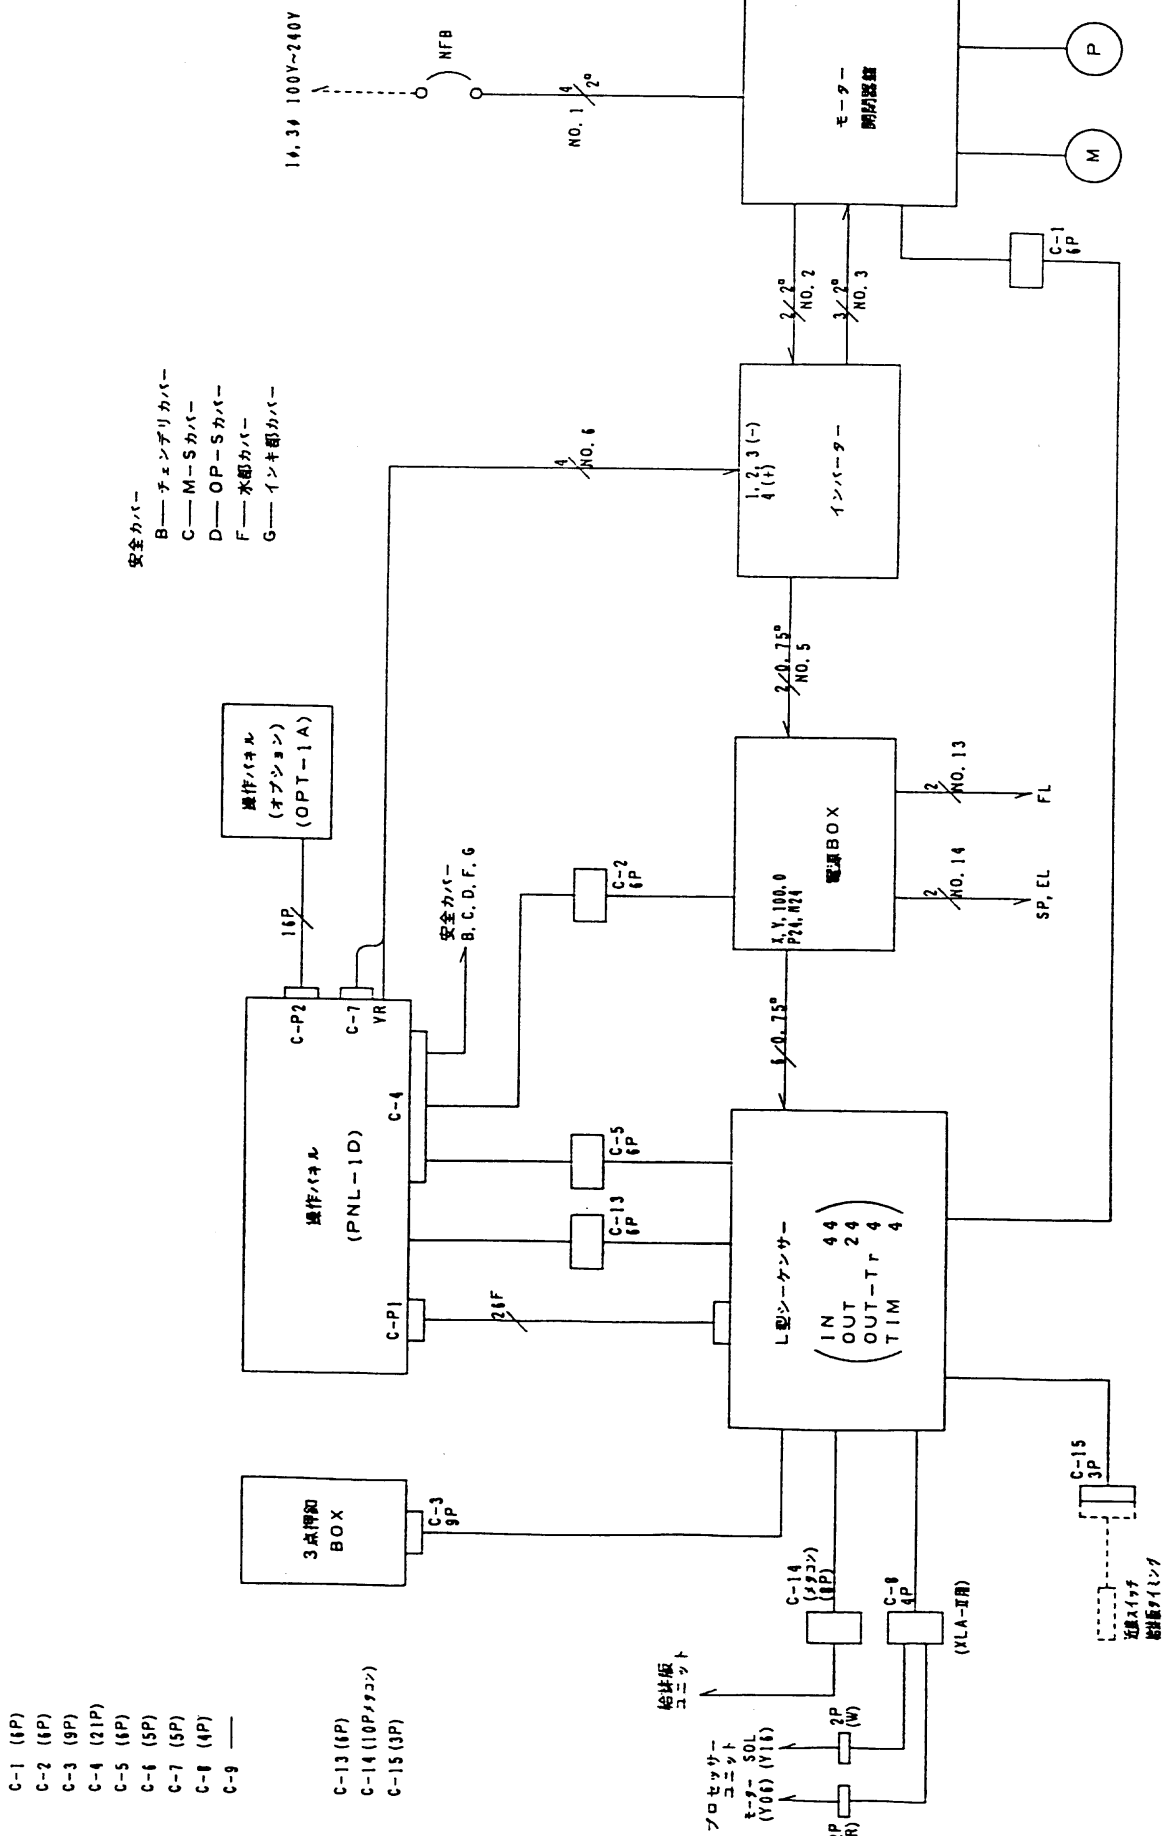 C-1 (6P)
C-2 (6P)
C-3 (9P)
C-4 (21P)
C-5 (6P)
C-6 (5P)
C-7 (5P)
C-8 (4P)
C-9 ——
C-13 (6P)
C-14 (10Pメタコン)
C-15 (3P)
安全カバー
B——チェンデリカバー
C——M-Sカバー
D——OP-Sカバー
F——水部カバー
G——インキ部カバー
1φ,3φ 100V~240V
NFB
4
2□
NO.1
モーター
開閉器箱
P
M
2/2□
NO.2
3/2□
NO.3
C-1
6P
4
NO.6
1, 2, 3 (-)
4 (+)
インバーター
2/0.75□
NO.5
操作パネル
(オプション)
(OPT-1A)
16P
C-P2
C-7
VR
C-4
C-P1
操作パネル
(PNL-1D)
安全カバー
B, C, D, F, G
C-2
6P
電源BOX
X, Y, 100, 0
P24, N24
2
NO.13
FL
2
NO.14
SP, EL
6/0.75□
C-5
6P
C-13
6P
26F
L型シーケンサー
IN 44
OUT 24
OUT-Tr 4
TIM 4
3点押釦
BOX
C-3
9P
C-14
(メタコン)
(8P)
C-8
4P
(XLA-Ⅱ用)
給排版
ユニット
プロセッサー
ユニット
モーター SOL
(Y06) (Y16)
2P
(W)
C-15
3P
近接スイッチ
給排版タイミング